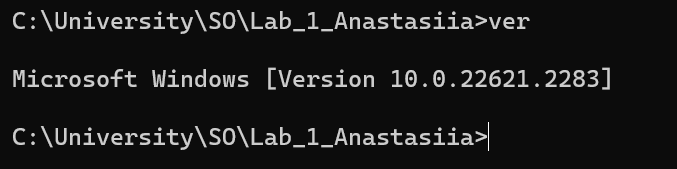 C:\University\SO\Lab_1_Anastasiia>ver
Microsoft Windows [Version 10.0.22621.2283]
C:\University\SO\Lab_1_Anastasiia>